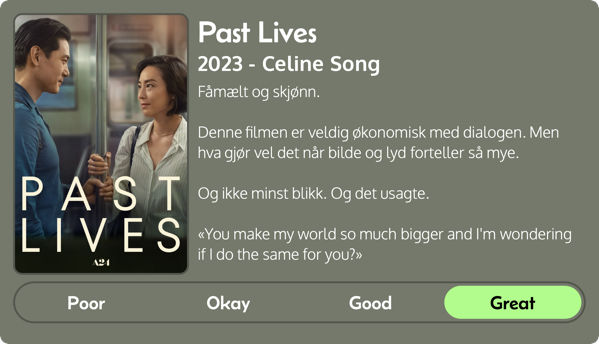 PAST
LIVES
A24
Past Lives
2023 - Celine Song
Fåmælt og skjønn.
Denne filmen er veldig økonomisk med dialogen. Men
hva gjør vel det når bilde og lyd forteller så mye.
Og ikke minst blikk. Og det usagte.
«You make my world so much bigger and I'm wondering
if I do the same for you?»
Poor
Okay
Good
Great